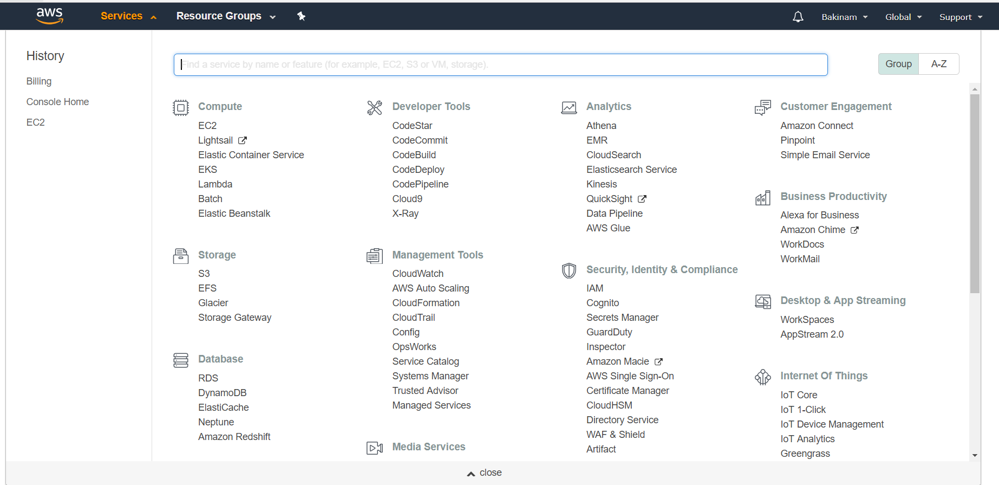 aws
Services
Resource Groups
Bakinam
Global
Support
History
Billing
Console Home
EC2
Find a service by name or feature (for example, EC2, S3 or VM, storage).
Group
A-Z
Compute
EC2
Lightsail
Elastic Container Service
EKS
Lambda
Batch
Elastic Beanstalk
Storage
S3
EFS
Glacier
Storage Gateway
Database
RDS
DynamoDB
ElastiCache
Neptune
Amazon Redshift
Developer Tools
CodeStar
CodeCommit
CodeBuild
CodeDeploy
CodePipeline
Cloud9
X-Ray
Management Tools
CloudWatch
AWS Auto Scaling
CloudFormation
CloudTrail
Config
OpsWorks
Service Catalog
Systems Manager
Trusted Advisor
Managed Services
Media Services
Analytics
Athena
EMR
CloudSearch
Elasticsearch Service
Kinesis
QuickSight
Data Pipeline
AWS Glue
Security, Identity & Compliance
IAM
Cognito
Secrets Manager
GuardDuty
Inspector
Amazon Macie
AWS Single Sign-On
Certificate Manager
CloudHSM
Directory Service
WAF & Shield
Artifact
Customer Engagement
Amazon Connect
Pinpoint
Simple Email Service
Business Productivity
Alexa for Business
Amazon Chime
WorkDocs
WorkMail
Desktop & App Streaming
WorkSpaces
AppStream 2.0
Internet Of Things
IoT Core
IoT 1-Click
IoT Device Management
IoT Analytics
Greengrass
close